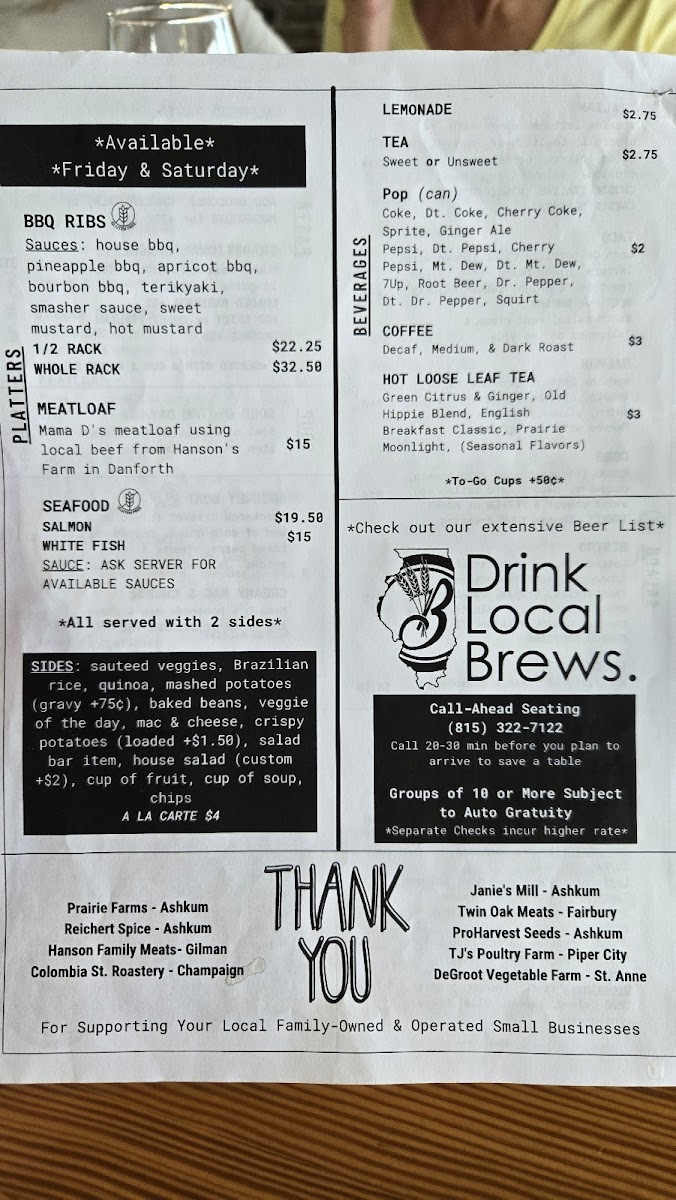 *Available*
*Friday & Saturday*
PLATTERS
BBQ RIBS
Sauces: house bbq,
pineapple bbq, apricot bbq,
bourbon bbq, terikyaki,
smasher sauce, sweet
mustard, hot mustard
1/2 RACK $22.25
WHOLE RACK $32.50
MEATLOAF
Mama D's meatloaf using
local beef from Hanson's $15
Farm in Danforth
SEAFOOD
SALMON $19.50
WHITE FISH $15
SAUCE: ASK SERVER FOR
AVAILABLE SAUCES
*All served with 2 sides*
SIDES: sauteed veggies, Brazilian
rice, quinoa, mashed potatoes
(gravy +75¢), baked beans, veggie
of the day, mac & cheese, crispy
potatoes (loaded +$1.50), salad
bar item, house salad (custom
+$2), cup of fruit, cup of soup,
chips
A LA CARTE $4
BEVERAGES
LEMONADE $2.75
TEA
Sweet or Unsweet $2.75
Pop (can)
Coke, Dt. Coke, Cherry Coke,
Sprite, Ginger Ale
Pepsi, Dt. Pepsi, Cherry $2
Pepsi, Mt. Dew, Dt. Mt. Dew,
7Up, Root Beer, Dr. Pepper,
Dt. Dr. Pepper, Squirt
COFFEE
Decaf, Medium, & Dark Roast $3
HOT LOOSE LEAF TEA
Green Citrus & Ginger, Old
Hippie Blend, English $3
Breakfast Classic, Prairie
Moonlight, (Seasonal Flavors)
*To-Go Cups +50¢*
*Check out our extensive Beer List*
B
Drink
Local
Brews.
Call-Ahead Seating
(815) 322-7122
Call 20-30 min before you plan to
arrive to save a table
Groups of 10 or More Subject
to Auto Gratuity
*Separate Checks incur higher rate*
Prairie Farms - Ashkum
Reichert Spice - Ashkum
Hanson Family Meats- Gilman
Colombia St. Roastery - Champaign
THANK
YOU
Janie's Mill - Ashkum
Twin Oak Meats - Fairbury
ProHarvest Seeds - Ashkum
TJ's Poultry Farm - Piper City
DeGroot Vegetable Farm - St. Anne
For Supporting Your Local Family-Owned & Operated Small Businesses